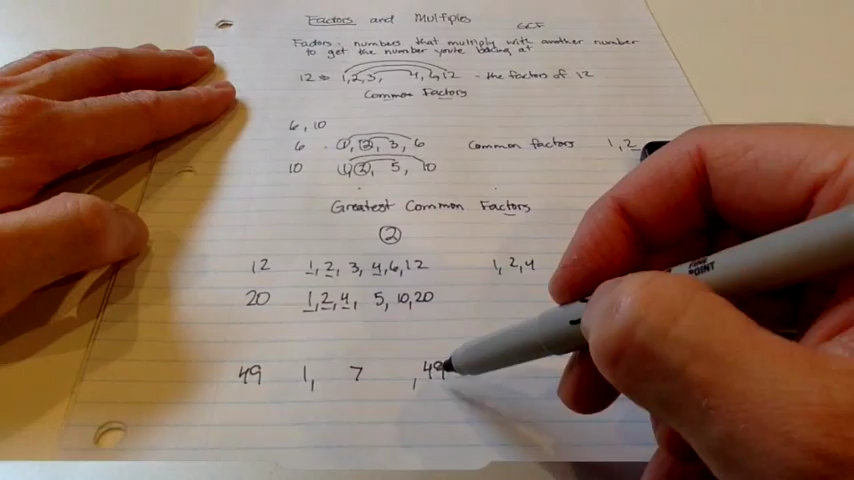 Factors and Multiples
GCF
Factors - numbers that multiply with another number
to get the number you're looking at
12 ⇒ 1,2,3, 4,6,12 - the factors of 12
Common Factors
6, 10
6 - 1, 2, 3, 6 Common factors 1, 2
10 1, 2, 5, 10
Greatest Common Factors
2
12 1, 2, 3, 4, 6, 12 1, 2, 4
20 1, 2, 4, 5, 10, 20
49 1, 7 , 49
FINE
POINT